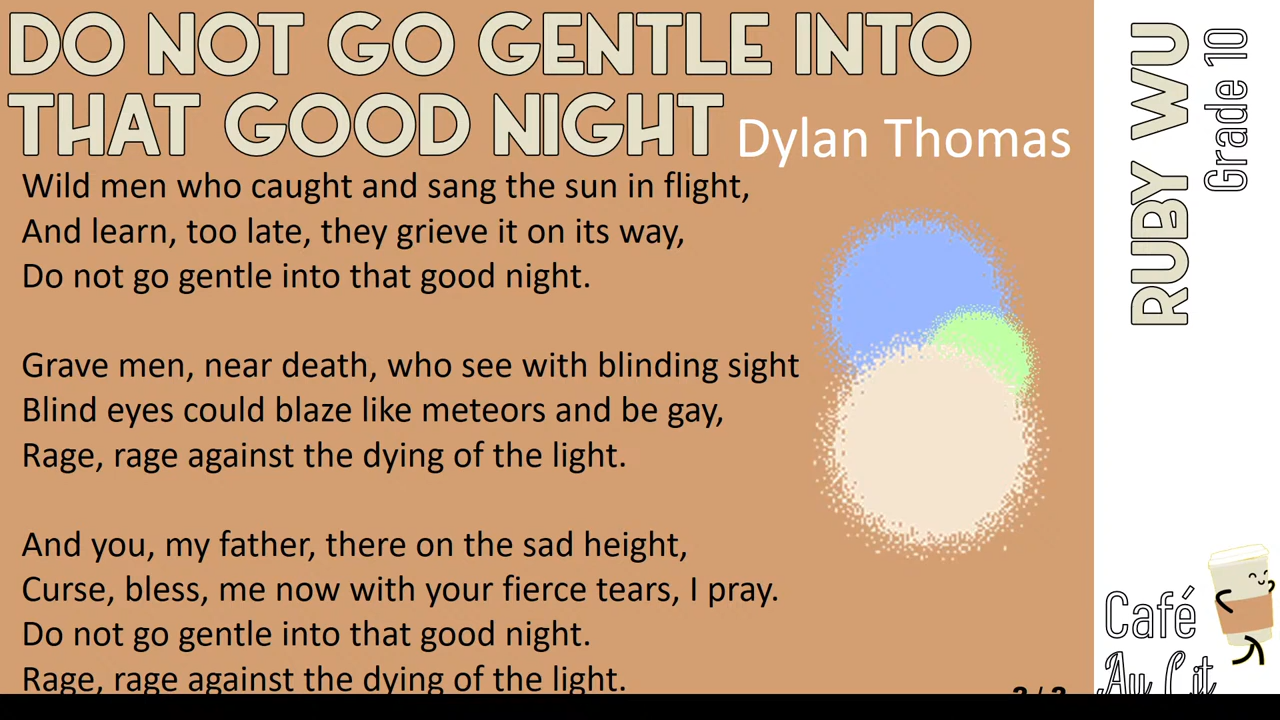 DO NOT GO GENTLE INTO
THAT GOOD NIGHT Dylan Thomas
Wild men who caught and sang the sun in flight,
And learn, too late, they grieve it on its way,
Do not go gentle into that good night.
Grave men, near death, who see with blinding sight
Blind eyes could blaze like meteors and be gay,
Rage, rage against the dying of the light.
And you, my father, there on the sad height,
Curse, bless, me now with your fierce tears, I pray.
Do not go gentle into that good night.
Rage, rage against the dying of the light.
RUBY WU
Grade 10
Café
Au Cit